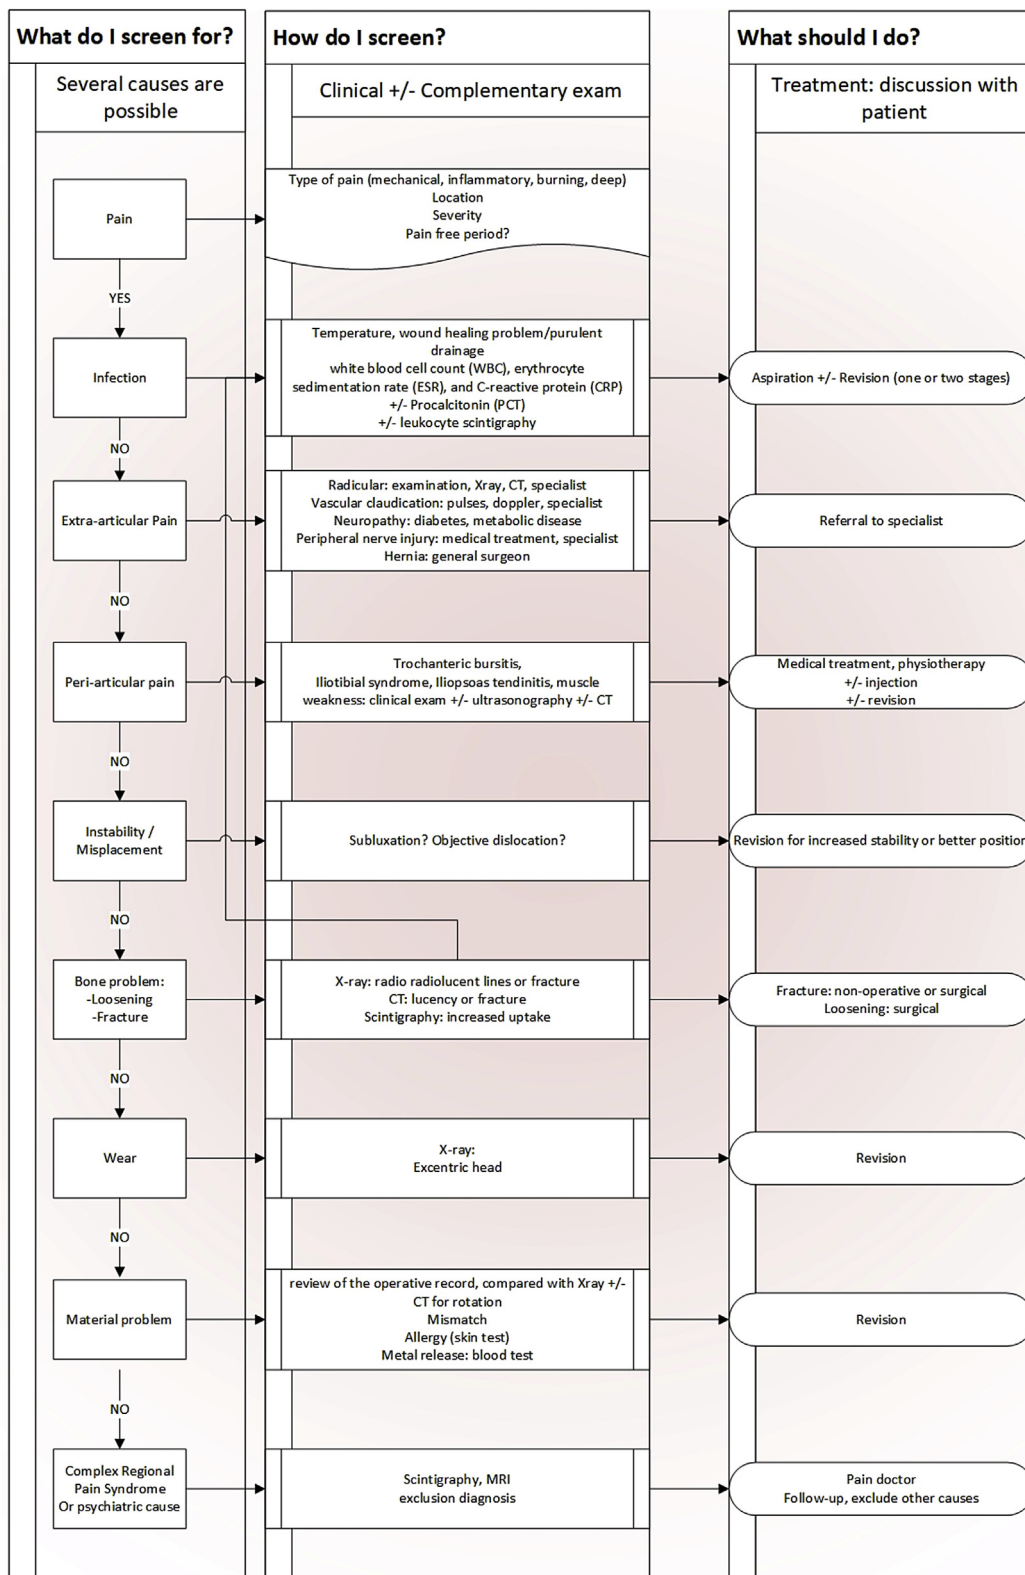 What do I screen for?
How do I screen?
What should I do?
Several causes are
possible
Clinical +/- Complementary exam
Treatment: discussion with
patient
Pain
Type of pain (mechanical, inflammatory, burning, deep)
Location
Severity
Pain free period?
YES
Infection
Temperature, wound healing problem/purulent
drainage
white blood cell count (WBC), erythrocyte
sedimentation rate (ESR), and C-reactive protein (CRP)
+/- Procalcitonin (PCT)
+/- leukocyte scintigraphy
Aspiration +/- Revision (one or two stages)
NO
Extra-articular Pain
Radicular: examination, Xray, CT, specialist
Vascular claudication: pulses, doppler, specialist
Neuropathy: diabetes, metabolic disease
Peripheral nerve injury: medical treatment, specialist
Hernia: general surgeon
Referral to specialist
NO
Peri-articular pain
Trochanteric bursitis,
Iliotibial syndrome, Iliopsoas tendinitis, muscle
weakness: clinical exam +/- ultrasonography +/- CT
Medical treatment, physiotherapy
+/- injection
+/- revision
NO
Instability /
Misplacement
Subluxation? Objective dislocation?
Revision for increased stability or better position
NO
Bone problem:
-Loosening
-Fracture
X-ray: radio radiolucent lines or fracture
CT: lucency or fracture
Scintigraphy: increased uptake
Fracture: non-operative or surgical
Loosening: surgical
NO
Wear
X-ray:
Excentric head
Revision
NO
Material problem
review of the operative record, compared with Xray +/-
CT for rotation
Mismatch
Allergy (skin test)
Metal release: blood test
Revision
NO
Complex Regional
Pain Syndrome
Or psychiatric cause
Scintigraphy, MRI
exclusion diagnosis
Pain doctor
Follow-up, exclude other causes